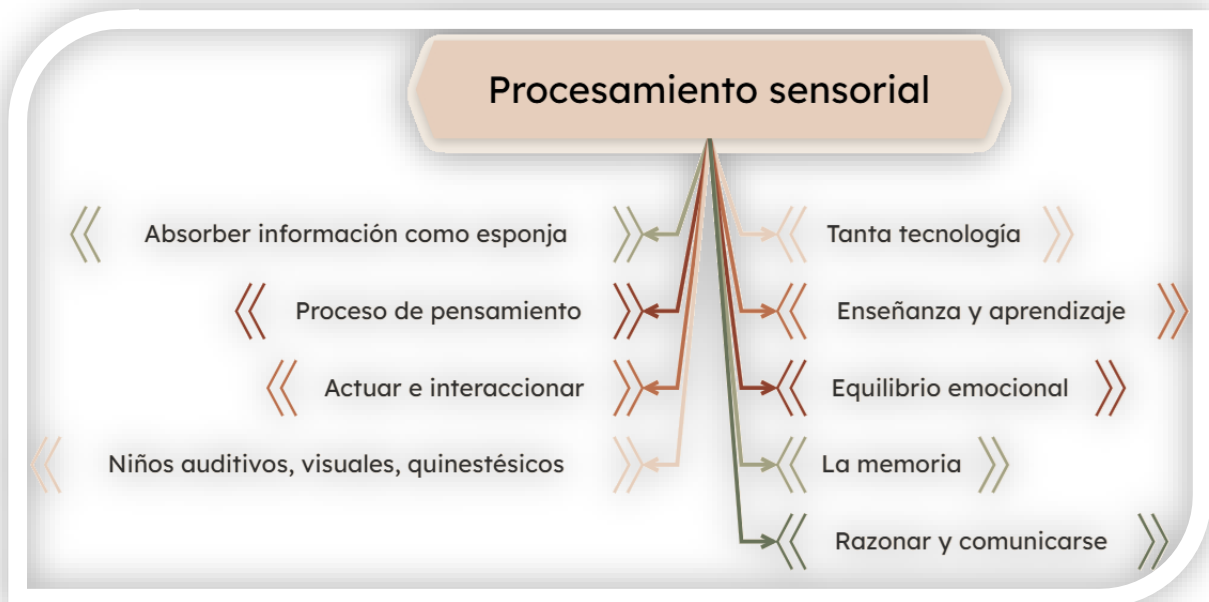 Procesamiento sensorial
Absorber información como esponja
Proceso de pensamiento
Actuar e interaccionar
Niños auditivos, visuales, quinestésicos
Tanta tecnología
Enseñanza y aprendizaje
Equilibrio emocional
La memoria
Razonar y comunicarse